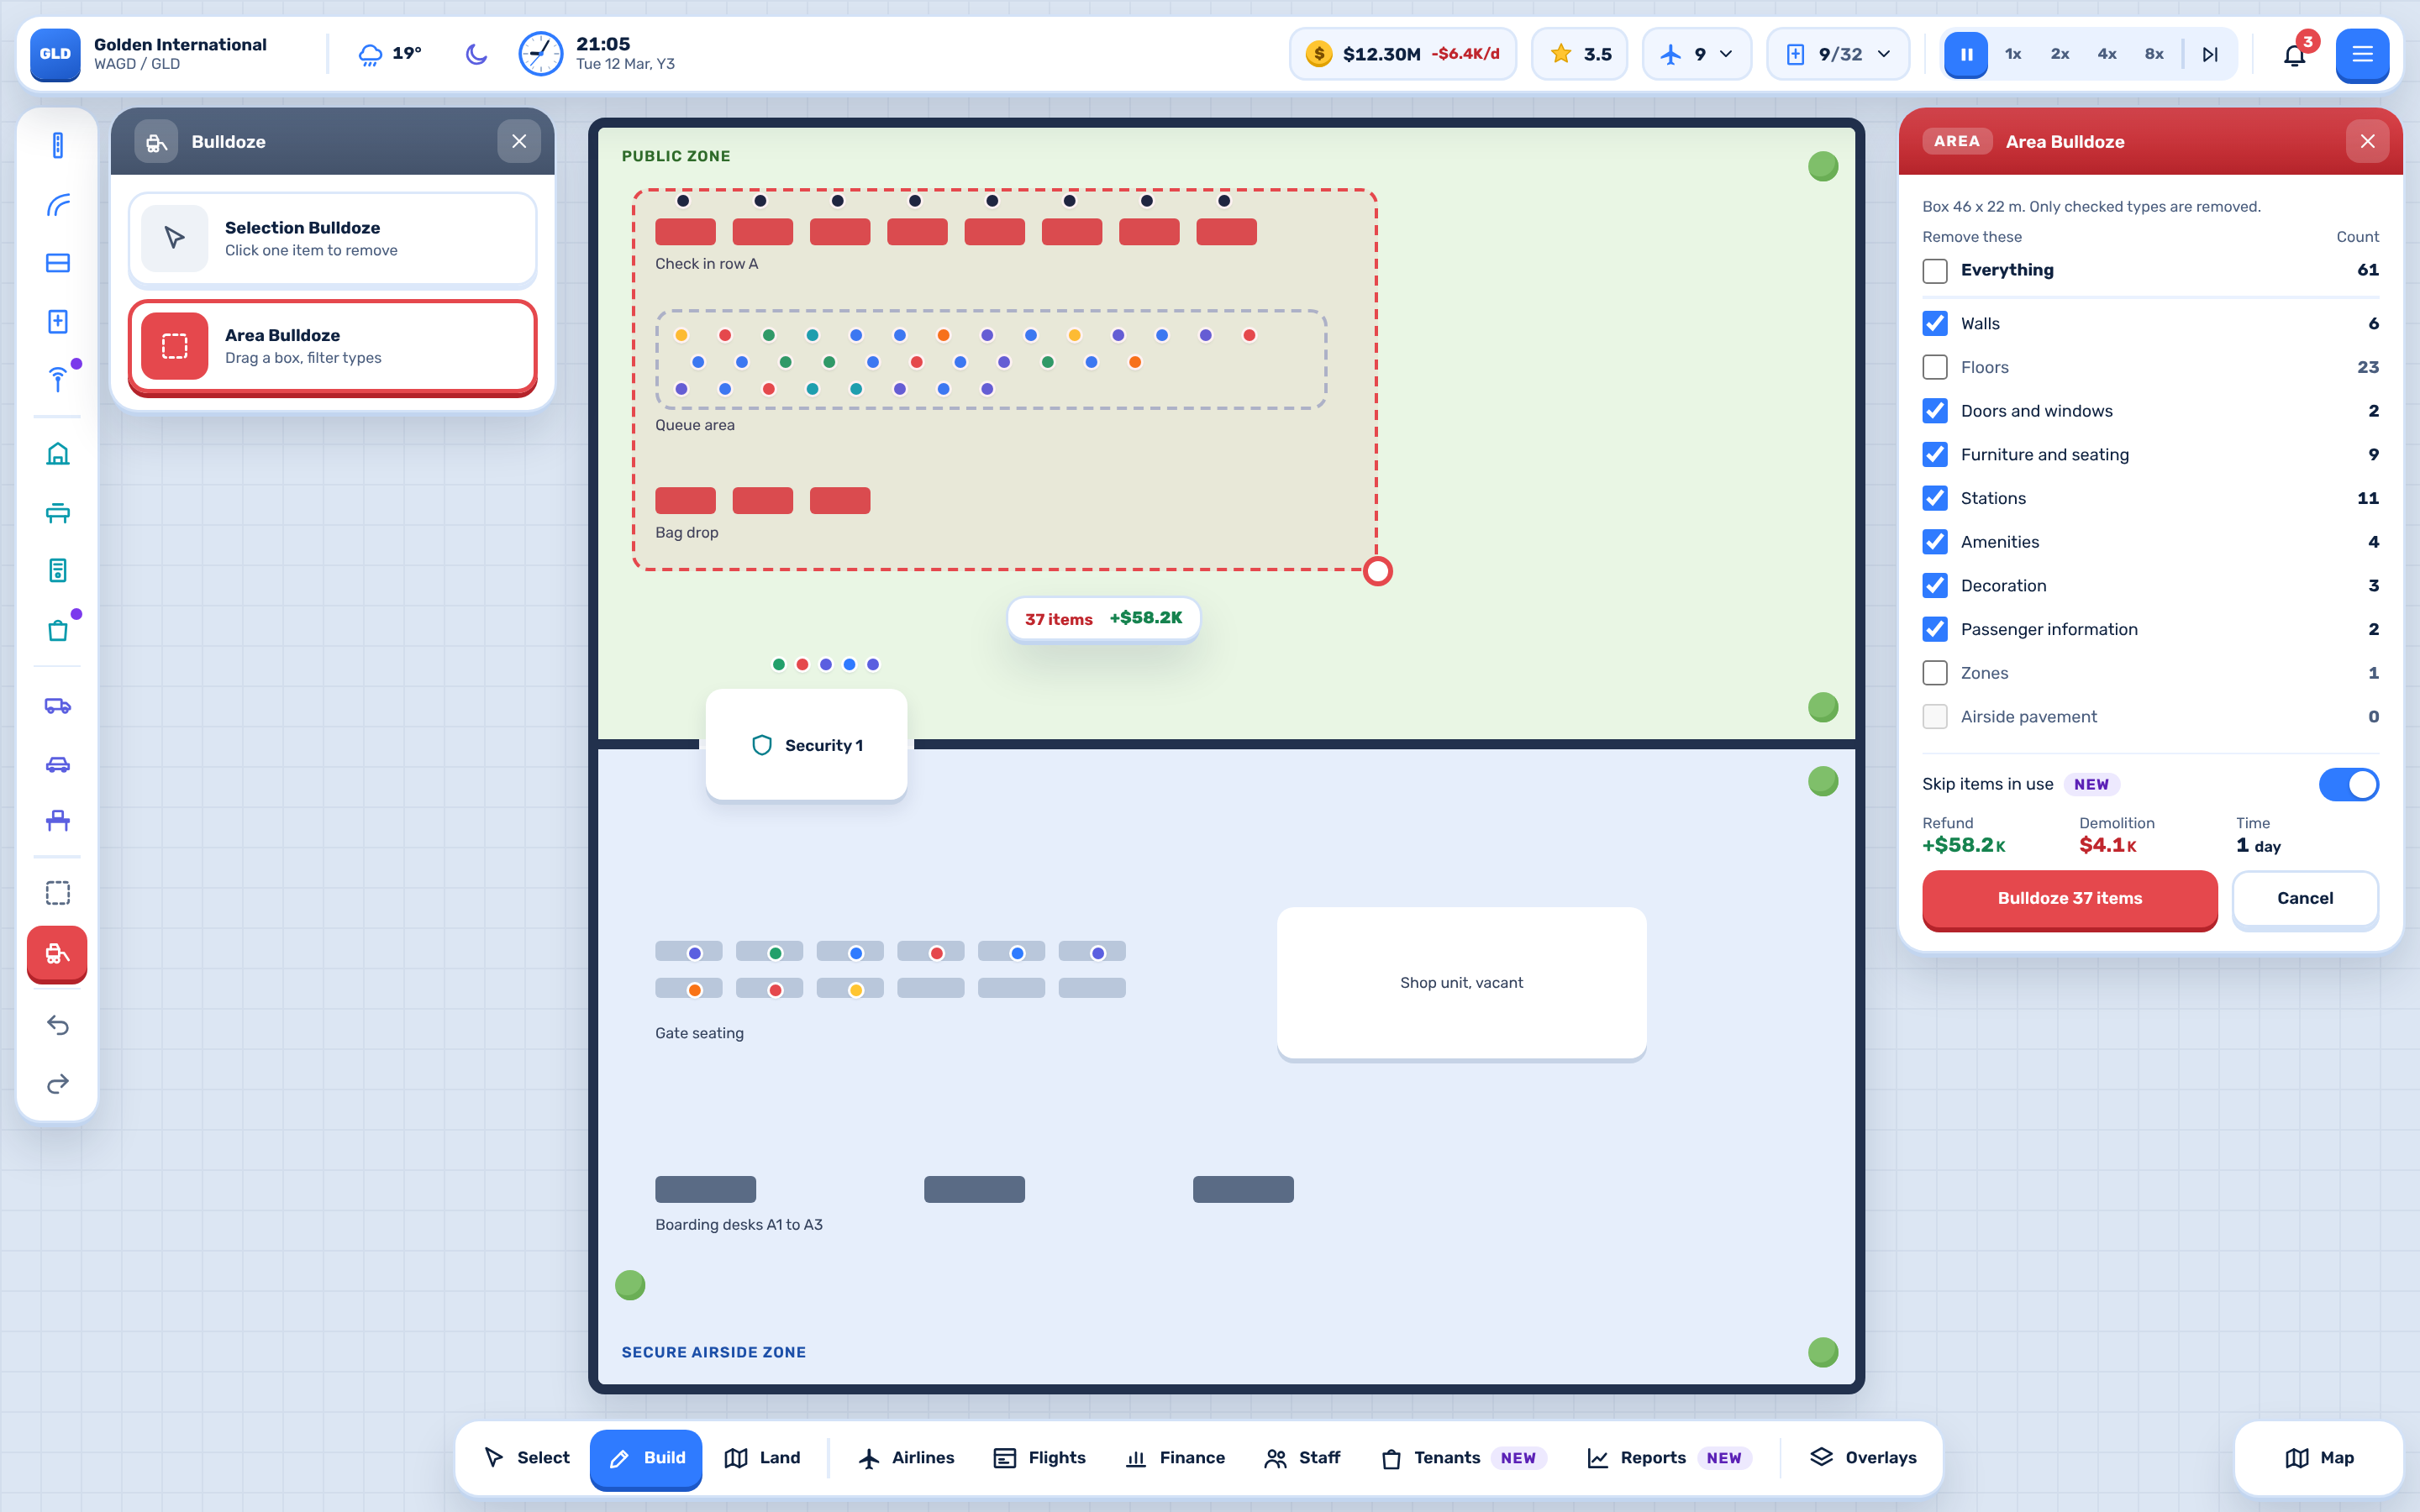 GLD
Golden International
WAGD / GLD
19°
21:05
Tue 12 Mar, Y3
$12.30M -$6.4K/d
3.5
9
9/32
1x
2x
4x
8x
3
Bulldoze
Selection Bulldoze
Click one item to remove
Area Bulldoze
Drag a box, filter types
PUBLIC ZONE
Check in row A
Queue area
Bag drop
37 items +$58.2K
Security 1
Gate seating
Shop unit, vacant
Boarding desks A1 to A3
SECURE AIRSIDE ZONE
AREA Area Bulldoze
Box 46 x 22 m. Only checked types are removed.
Remove these Count
Everything 61
Walls 6
Floors 23
Doors and windows 2
Furniture and seating 9
Stations 11
Amenities 4
Decoration 3
Passenger information 2
Zones 1
Airside pavement 0
Skip items in use NEW
Refund Demolition Time
+$58.2K $4.1K 1 day
Bulldoze 37 items Cancel
Select
Build
Land
Airlines
Flights
Finance
Staff
Tenants NEW
Reports NEW
Overlays
Map